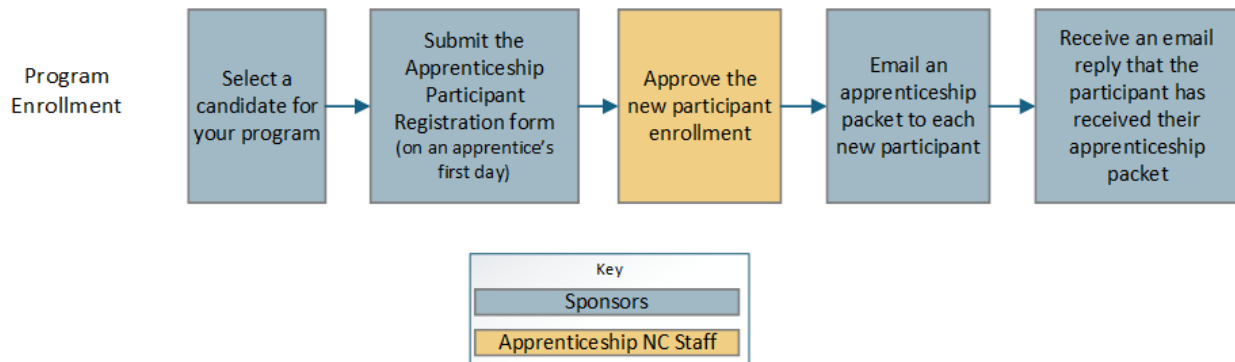 Program
Enrollment
Select a
candidate for
your program
Submit the
Apprenticeship
Participant
Registration form
(on an apprentice's
first day)
Approve the
new participant
enrollment
Email an
apprenticeship
packet to each
new participant
Receive an email
reply that the
participant has
received their
apprenticeship
packet
Key
Sponsors
Apprenticeship NC Staff